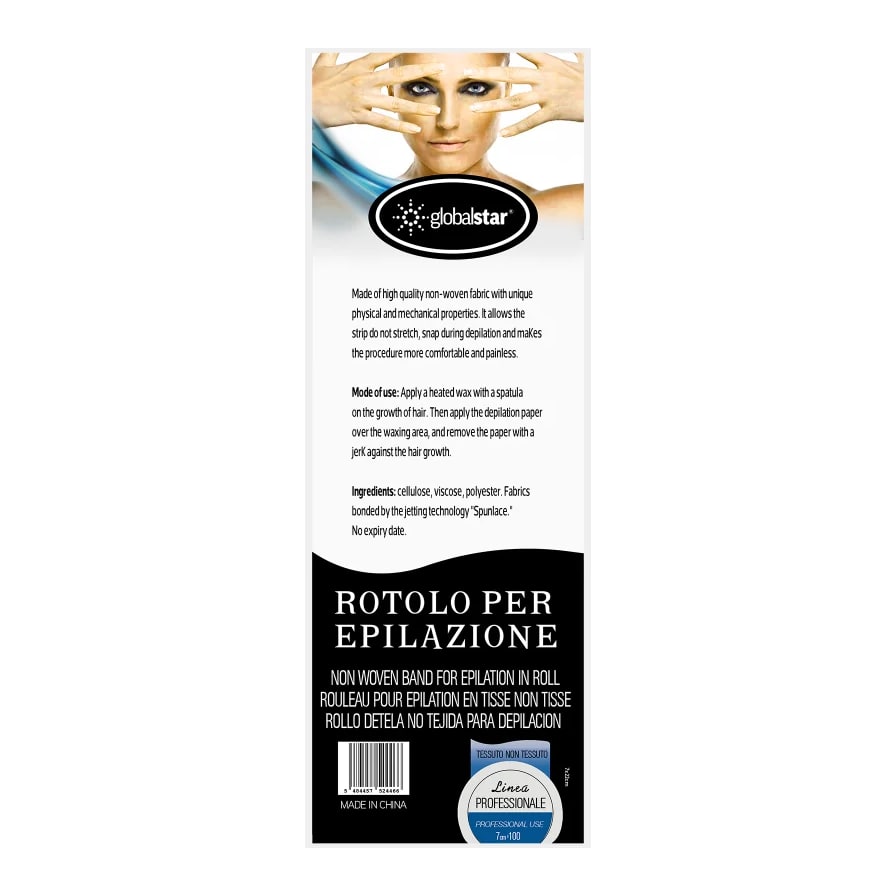 globalstar®
Made of high quality non-woven fabric with unique
physical and mechanical properties. It allows the
strip do not stretch, snap during depilation and maKes
the procedure more comfortable and painless.
Mode of use: Apply a heated wax with a spatula
on the growth of hair. Then apply the depilation paper
over the waxing area, and remove the paper with a
jerK against the hair growth.
Ingredients: cellulose, viscose, polyester. Fabrics
bonded by the jetting technology "Spunlace."
No expiry date.
ROTOLO PER
EPILAZIONE
NON WOVEN BAND FOR EPILATION IN ROLL
ROULEAU POUR EPILATION EN TISSE NON TISSE
ROLLO DETELA NO TEJIDA PARA DEPILACION
5 404457 524466
MADE IN CHINA
TESSUTO NON TESSUTO
Linea
PROFESSIONALE
PROFESSIONAL USE